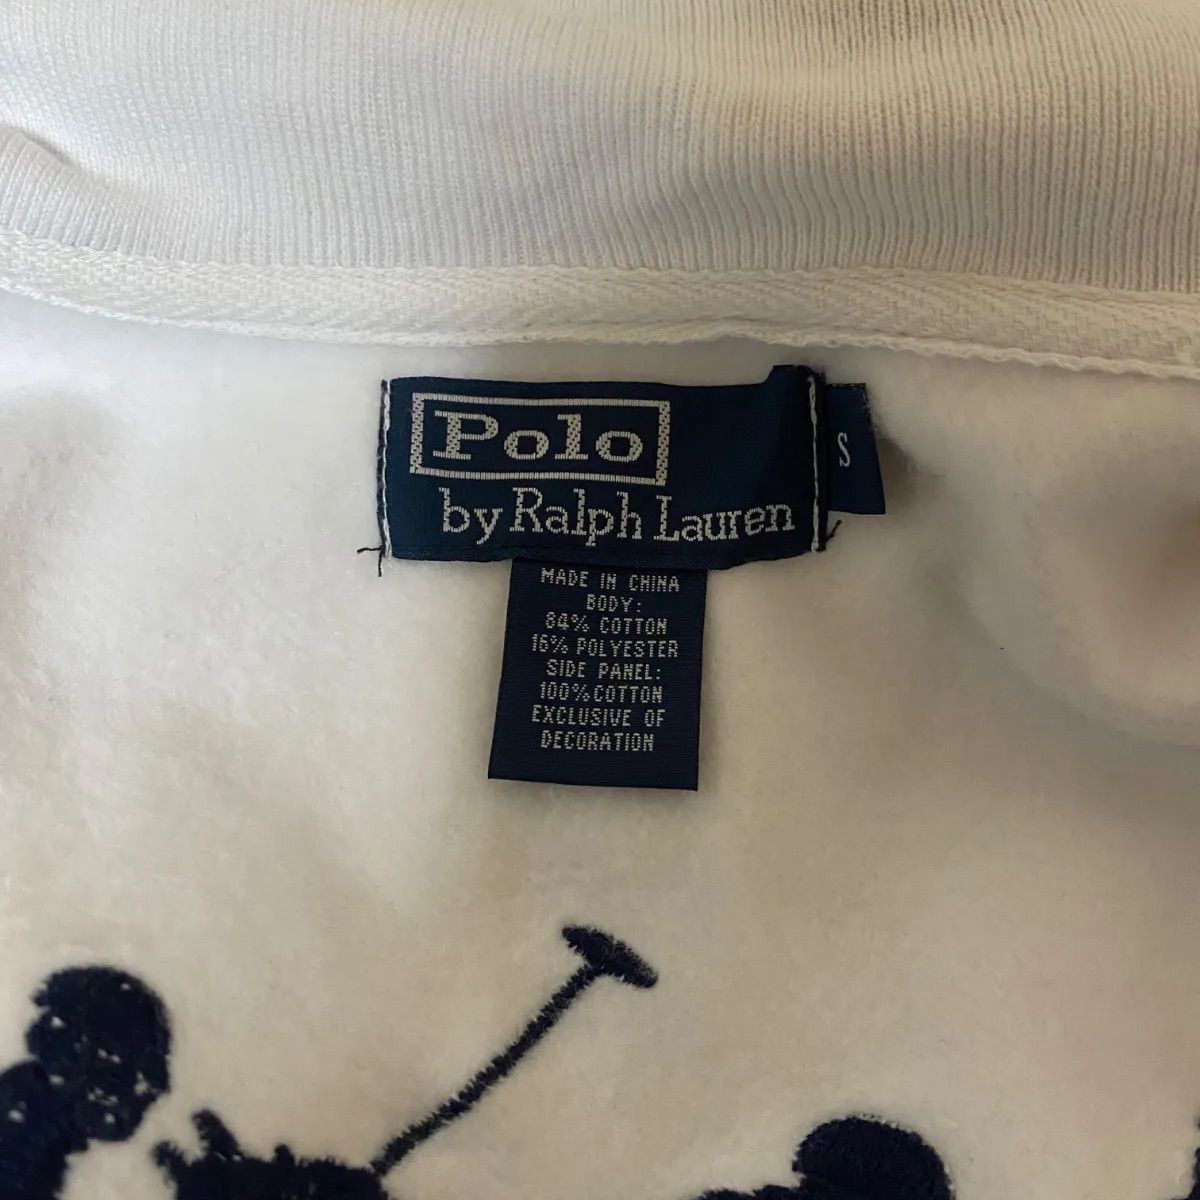 Polo
by Ralph Lauren
S
MADE IN CHINA
BODY:
84% COTTON
16% POLYESTER
SIDE PANEL:
100% COTTON
EXCLUSIVE OF
DECORATION